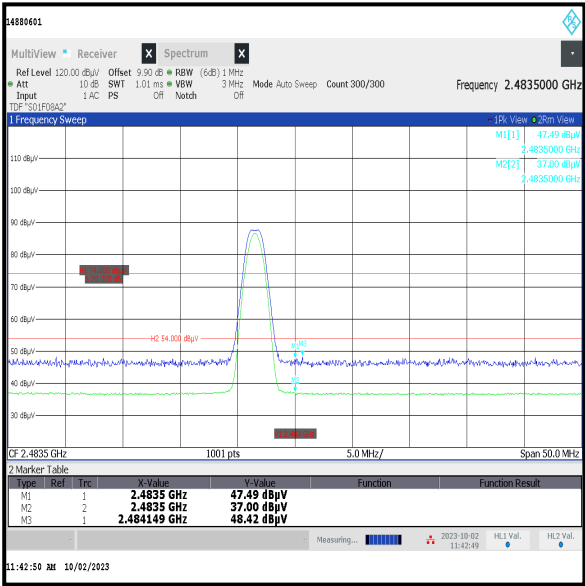 14880601
MultiView Receiver X Spectrum X
Ref Level 120.00 dBµV Offset 9.90 dB RBW (6dB) 1 MHz
Att 10 dB SWT 1.01 ms VBW 3 MHz Mode Auto Sweep Count 300/300 Frequency 2.4835000 GHz
Input 1 AC PS Off Notch Off
TDF "S01F08A2"
1 Frequency Sweep 1Pk View 2Rm View
M1[1] 47.49 dBµV
2.4835000 GHz
M2[2] 37.00 dBµV
2.4835000 GHz
110 dBµV
100 dBµV
90 dBµV
80 dBµV
70 dBµV
60 dBµV
H2 54.000 dBµV
50 dBµV
M1 M3
40 dBµV
30 dBµV
CF 2.4835 GHz 1001 pts 5.0 MHz/ Span 50.0 MHz
2 Marker Table
Type Ref Trc X-Value Y-Value Function Function Result
M1 1 2.4835 GHz 47.49 dBµV
M2 2 2.4835 GHz 37.00 dBµV
M3 1 2.484149 GHz 48.42 dBµV
Measuring... 2023-10-02 HL1 Val. HL2 Val.
11:42:49
11:42:50 AM 10/02/2023